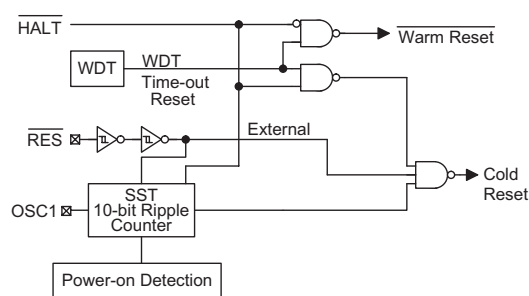 HALT
Warm Reset
WDT
WDT
Time-out
Reset
RES
External
Cold
Reset
OSC1
SST
10-bit Ripple
Counter
Power-on Detection